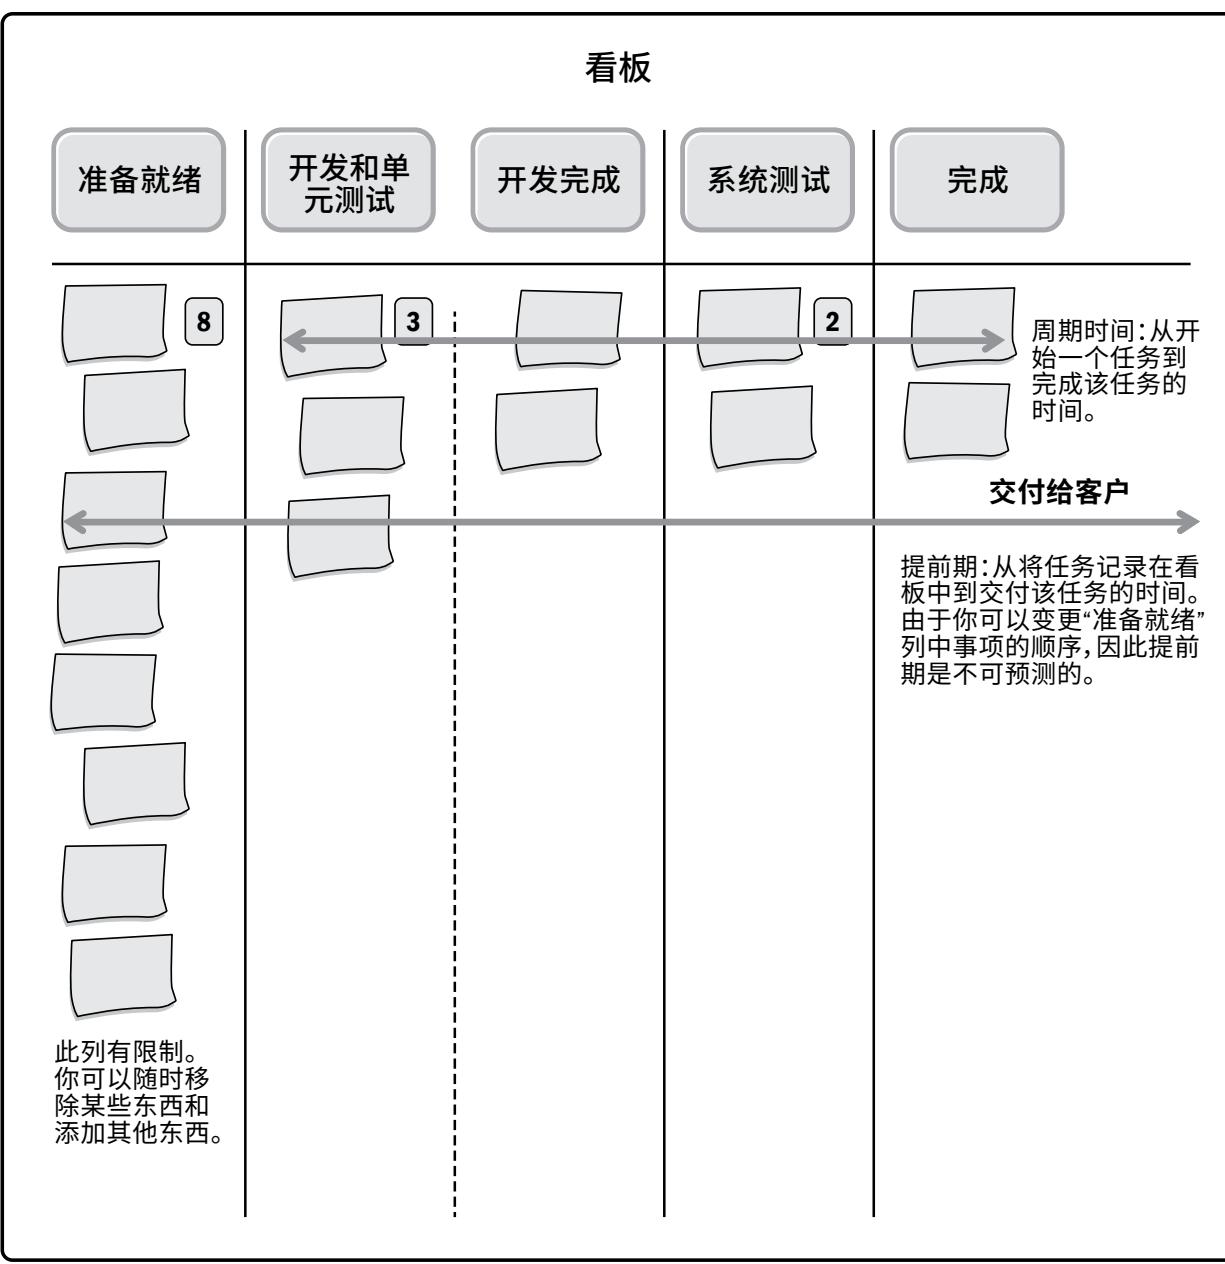 看板
准备就绪
开发和单
元测试
开发完成
系统测试
完成
8
3
2
周期时间：从开
始一个任务到
完成该任务的
时间。
交付给客户
提前期：从将任务记录在看
板中到交付该任务的时间。
由于你可以变更“准备就绪”
列中事项的顺序，因此提前
期是不可预测的。
此列有限制。
你可以随时移
除某些东西和
添加其他东西。